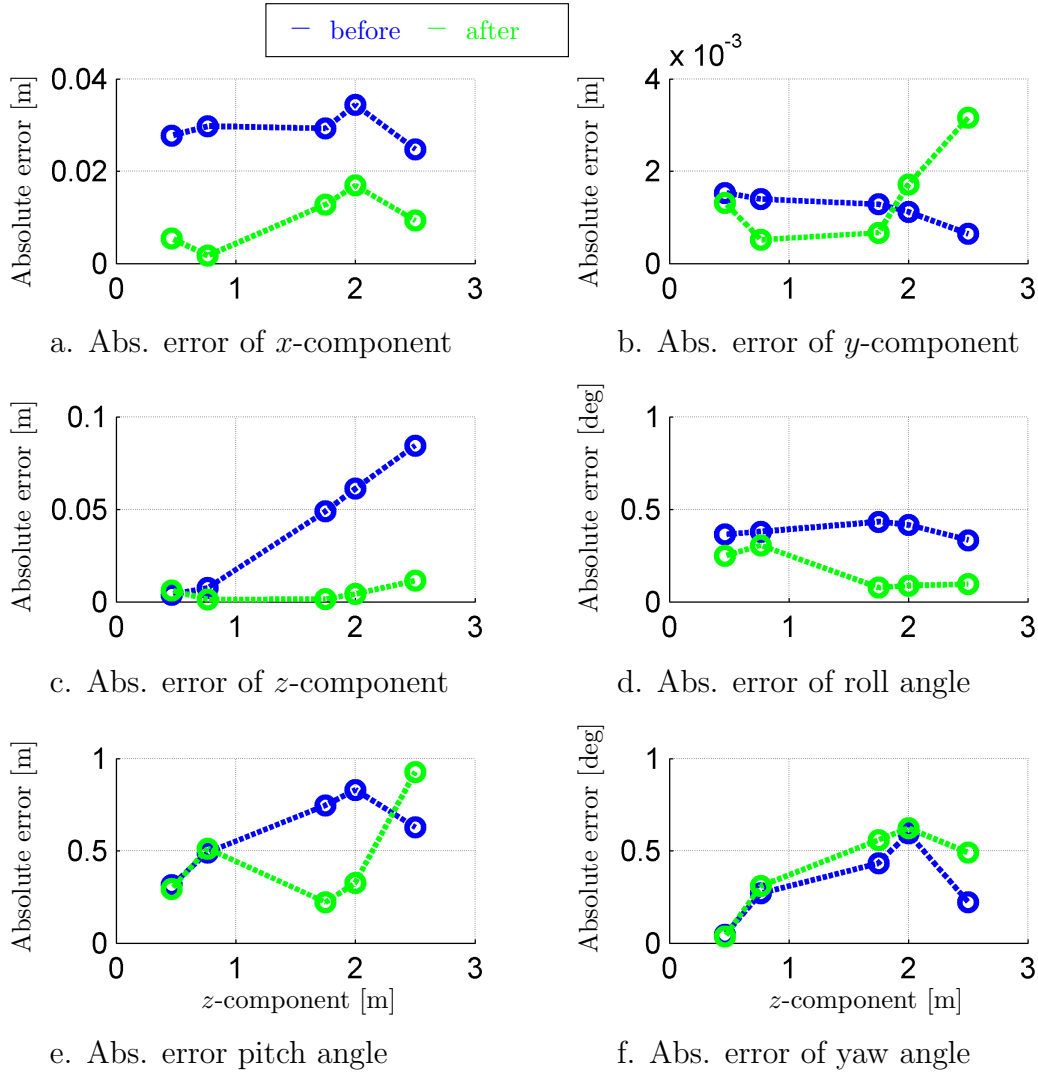 — before — after
x 10^-3
Absolute error [m]
0.04
0.02
0
0 1 2 3
a. Abs. error of x-component
Absolute error [m]
4
2
0
0 1 2 3
b. Abs. error of y-component
Absolute error [m]
0.1
0.05
0
0 1 2 3
c. Abs. error of z-component
Absolute error [deg]
1
0.5
0
0 1 2 3
d. Abs. error of roll angle
Absolute error [m]
1
0.5
0
0 1 2 3
z-component [m]
e. Abs. error pitch angle
Absolute error [deg]
1
0.5
0
0 1 2 3
z-component [m]
f. Abs. error of yaw angle